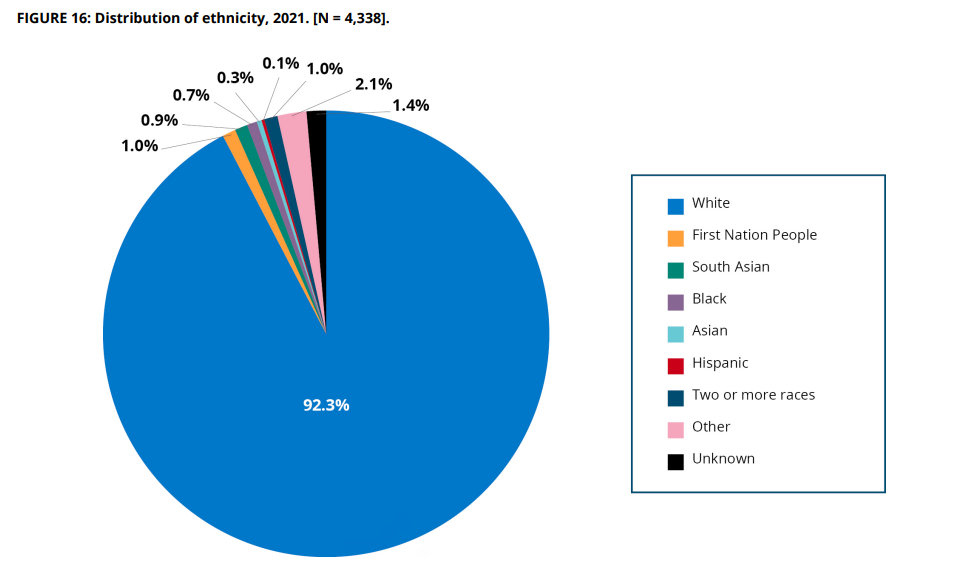 FIGURE 16: Distribution of ethnicity, 2021. [N = 4,338].
0.1%
1.0%
0.3%
2.1%
0.7%
1.4%
0.9%
1.0%
92.3%
White
First Nation People
South Asian
Black
Asian
Hispanic
Two or more races
Other
Unknown